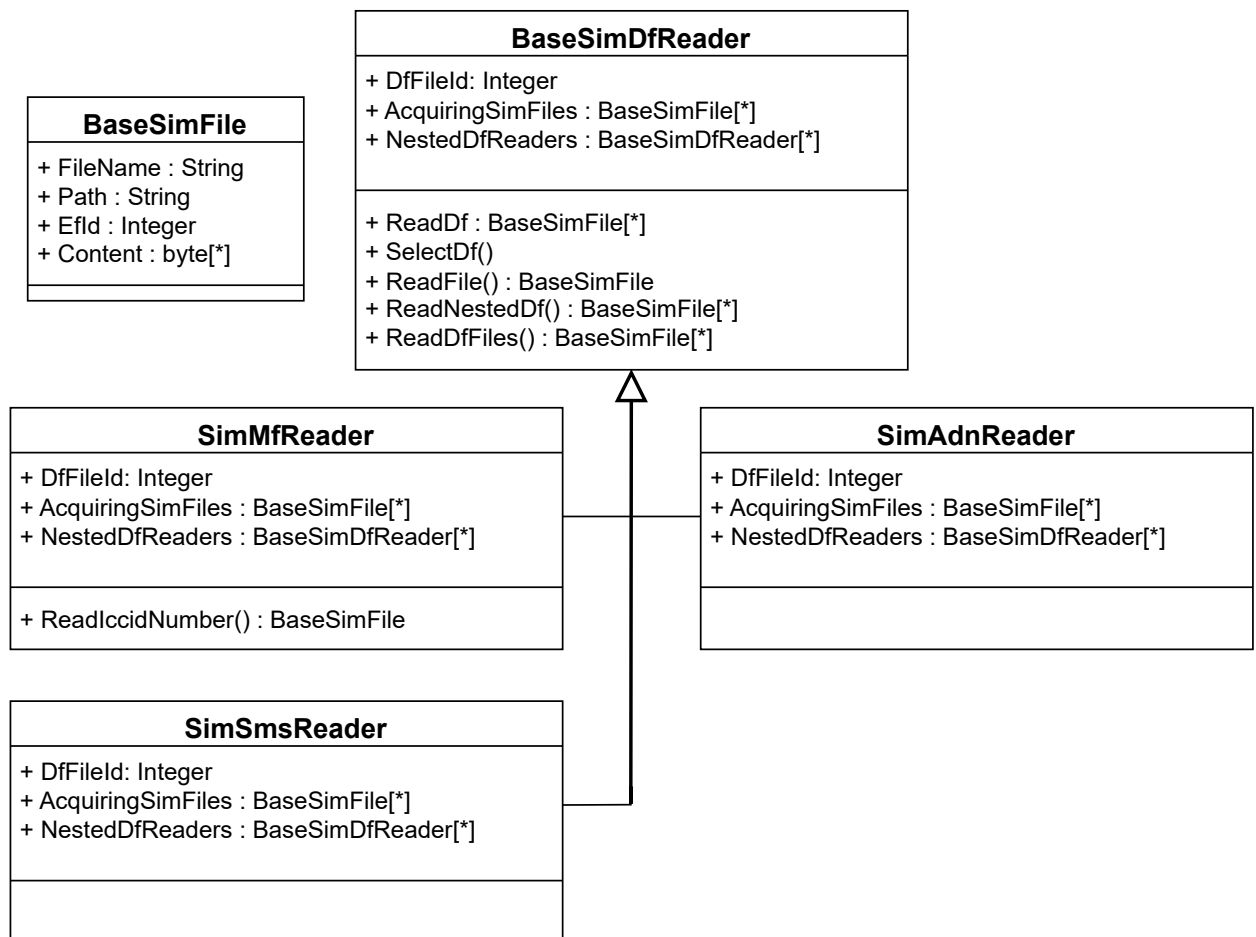 BaseSimDfReader
+ DfFileId: Integer
+ AcquiringSimFiles : BaseSimFile[*]
+ NestedDfReaders : BaseSimDfReader[*]
+ ReadDf : BaseSimFile[*]
+ SelectDf()
+ ReadFile() : BaseSimFile
+ ReadNestedDf() : BaseSimFile[*]
+ ReadDfFiles() : BaseSimFile[*]
BaseSimFile
+ FileName : String
+ Path : String
+ EfId : Integer
+ Content : byte[*]
SimMfReader
+ DfFileId: Integer
+ AcquiringSimFiles : BaseSimFile[*]
+ NestedDfReaders : BaseSimDfReader[*]
+ ReadIccidNumber() : BaseSimFile
SimAdnReader
+ DfFileId: Integer
+ AcquiringSimFiles : BaseSimFile[*]
+ NestedDfReaders : BaseSimDfReader[*]
SimSmsReader
+ DfFileId: Integer
+ AcquiringSimFiles : BaseSimFile[*]
+ NestedDfReaders : BaseSimDfReader[*]